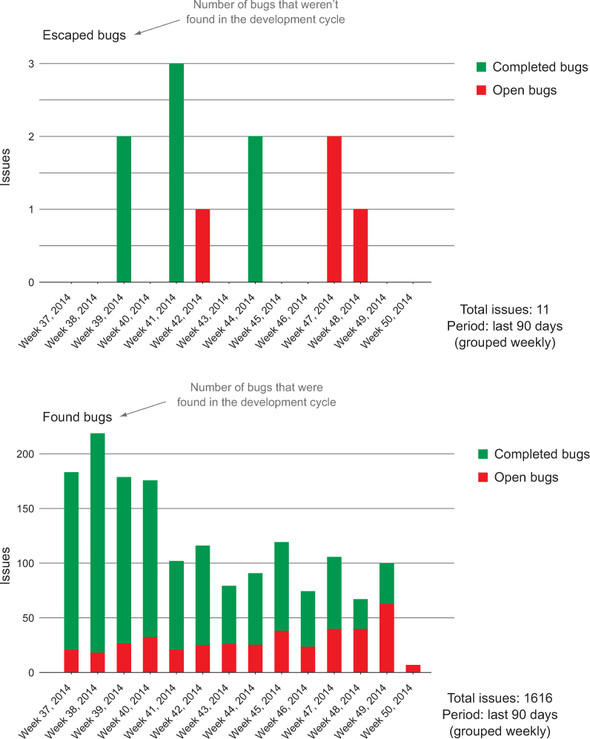 Number of bugs that weren't
found in the development cycle
Escaped bugs
Completed bugs
Open bugs
Issues
3
2
1
0
Week 37, 2014
Week 38, 2014
Week 39, 2014
Week 40, 2014
Week 41, 2014
Week 42, 2014
Week 43, 2014
Week 44, 2014
Week 45, 2014
Week 46, 2014
Week 47, 2014
Week 48, 2014
Week 49, 2014
Week 50, 2014
Total issues: 11
Period: last 90 days
(grouped weekly)
Number of bugs that were
found in the development cycle
Found bugs
Completed bugs
Open bugs
Issues
200
150
100
50
0
Week 37, 2014
Week 38, 2014
Week 39, 2014
Week 40, 2014
Week 41, 2014
Week 42, 2014
Week 43, 2014
Week 44, 2014
Week 45, 2014
Week 46, 2014
Week 47, 2014
Week 48, 2014
Week 49, 2014
Week 50, 2014
Total issues: 1616
Period: last 90 days
(grouped weekly)